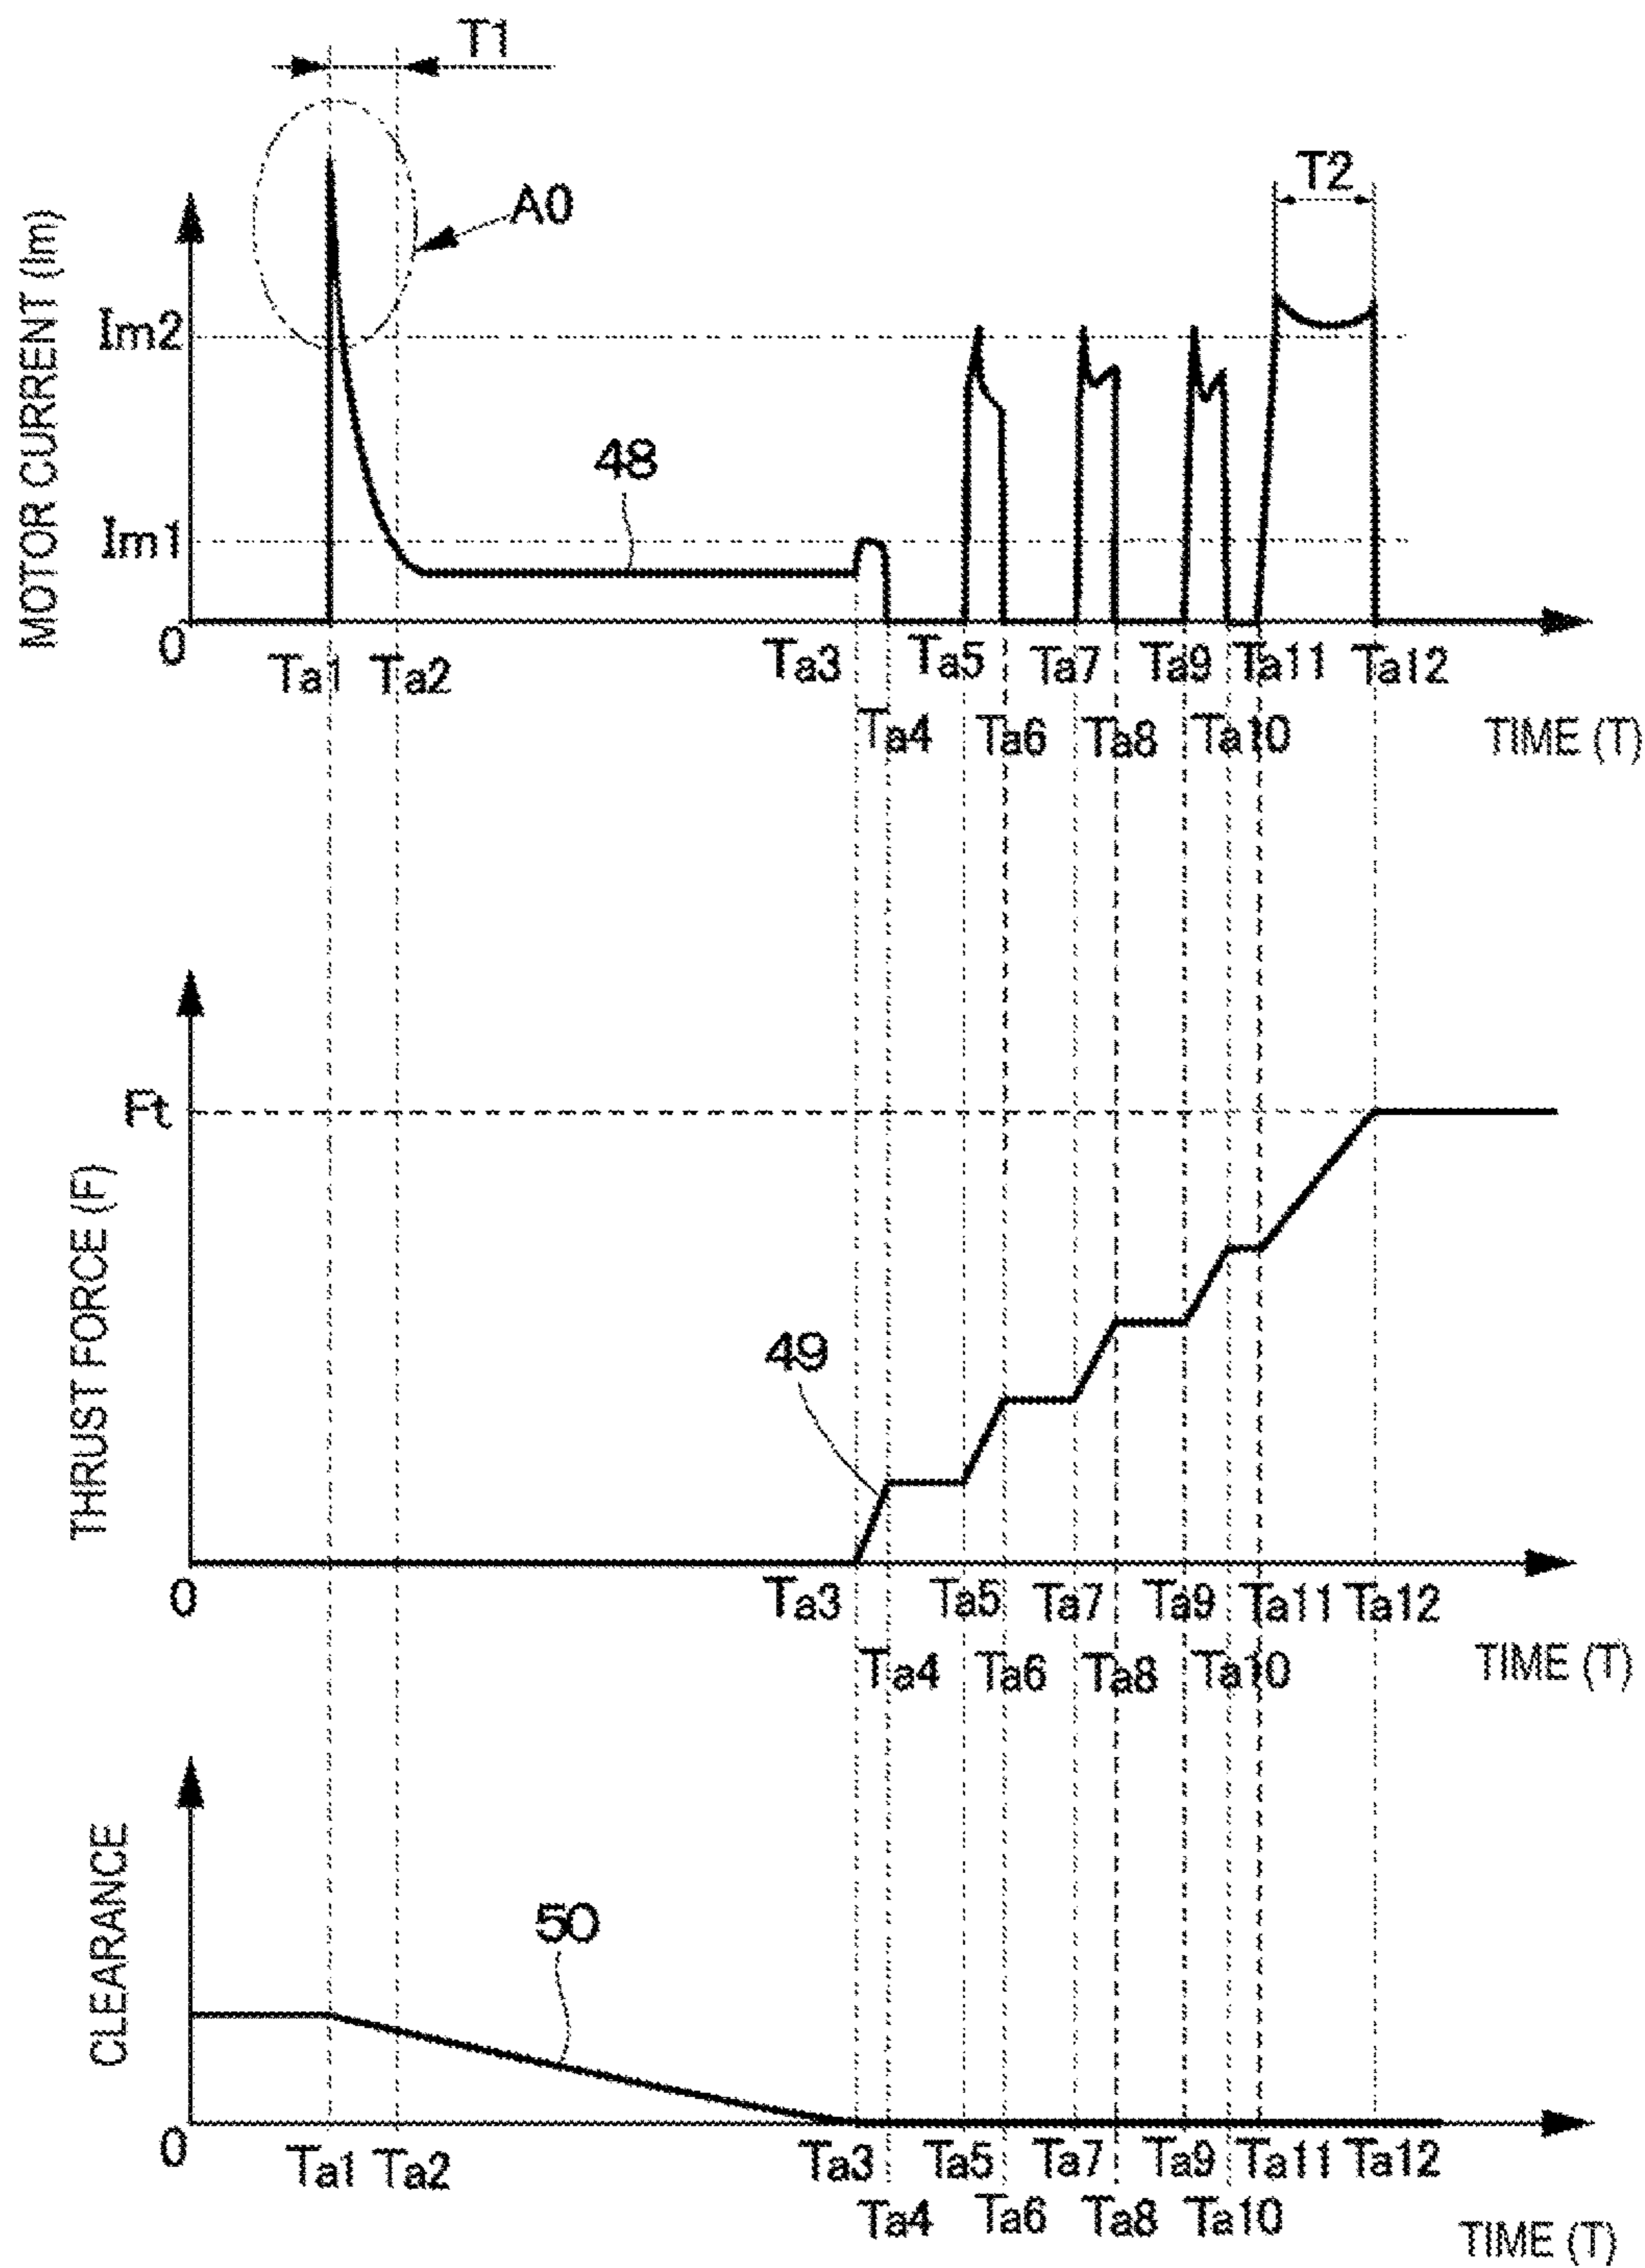 T1
T2
A0
MOTOR CURRENT (Im)
Im2
48
Im1
0
Ta1 Ta2 Ta3 Ta5 Ta7 Ta9 Ta11 Ta12
Ta4 Ta6 Ta8 Ta10 TIME (T)
Ft
THRUST FORCE (F)
49
0
Ta3 Ta5 Ta7 Ta9 Ta11 Ta12
Ta4 Ta6 Ta8 Ta10 TIME (T)
CLEARANCE
50
0
Ta1 Ta2 Ta3 Ta5 Ta7 Ta9 Ta11 Ta12
Ta4 Ta6 Ta8 Ta10 TIME (T)